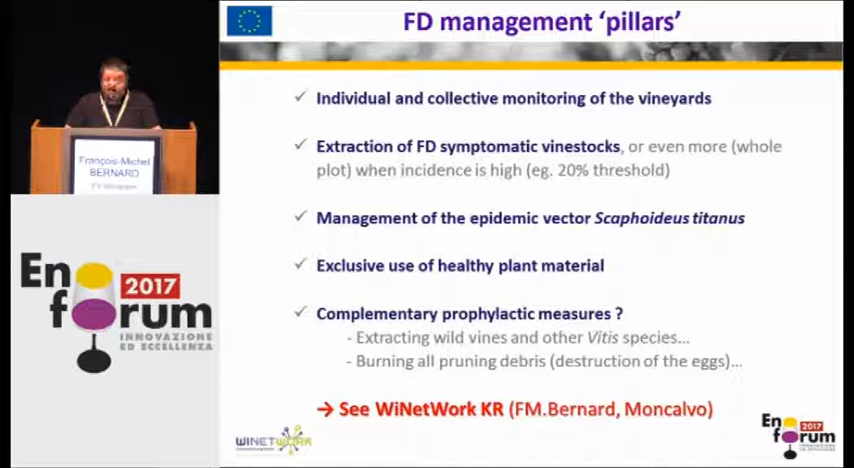 FD management ‘pillars’
François-Michel
BERNARD
✓ Individual and collective monitoring of the vineyards
✓ Extraction of FD symptomatic vinestocks, or even more (whole
plot) when incidence is high (eg. 20% threshold)
✓ Management of the epidemic vector Scaphoideus titanus
✓ Exclusive use of healthy plant material
✓ Complementary prophylactic measures ?
- Extracting wild vines and other Vitis species...
- Burning all pruning debris (destruction of the eggs)...
→ See WiNetWork KR (FM.Bernard, Moncalvo)
En
2017
forum
INNOVAZIONE
ED ECCELLENZA
WINETWORK
En
2017
forum